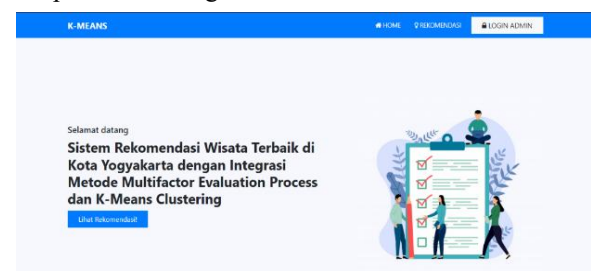 K-MEANS
HOME REKOMENDASI LOGIN ADMIN
Selamat datang
Sistem Rekomendasi Wisata Terbaik di
Kota Yogyakarta dengan Integrasi
Metode Multifactor Evaluation Process
dan K-Means Clustering
Lihat Rekomendasi!